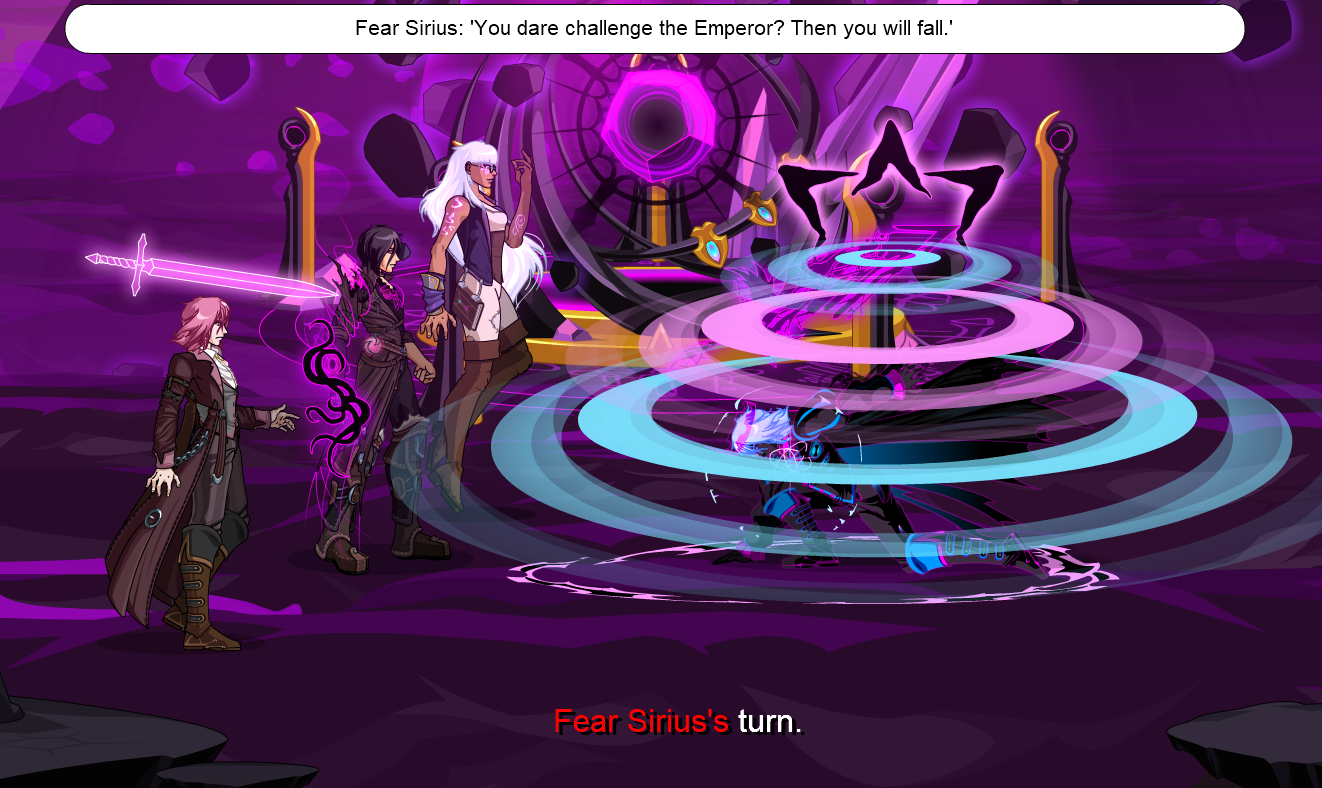 Fear Sirius: 'You dare challenge the Emperor? Then you will fall.'
Fear Sirius's turn.